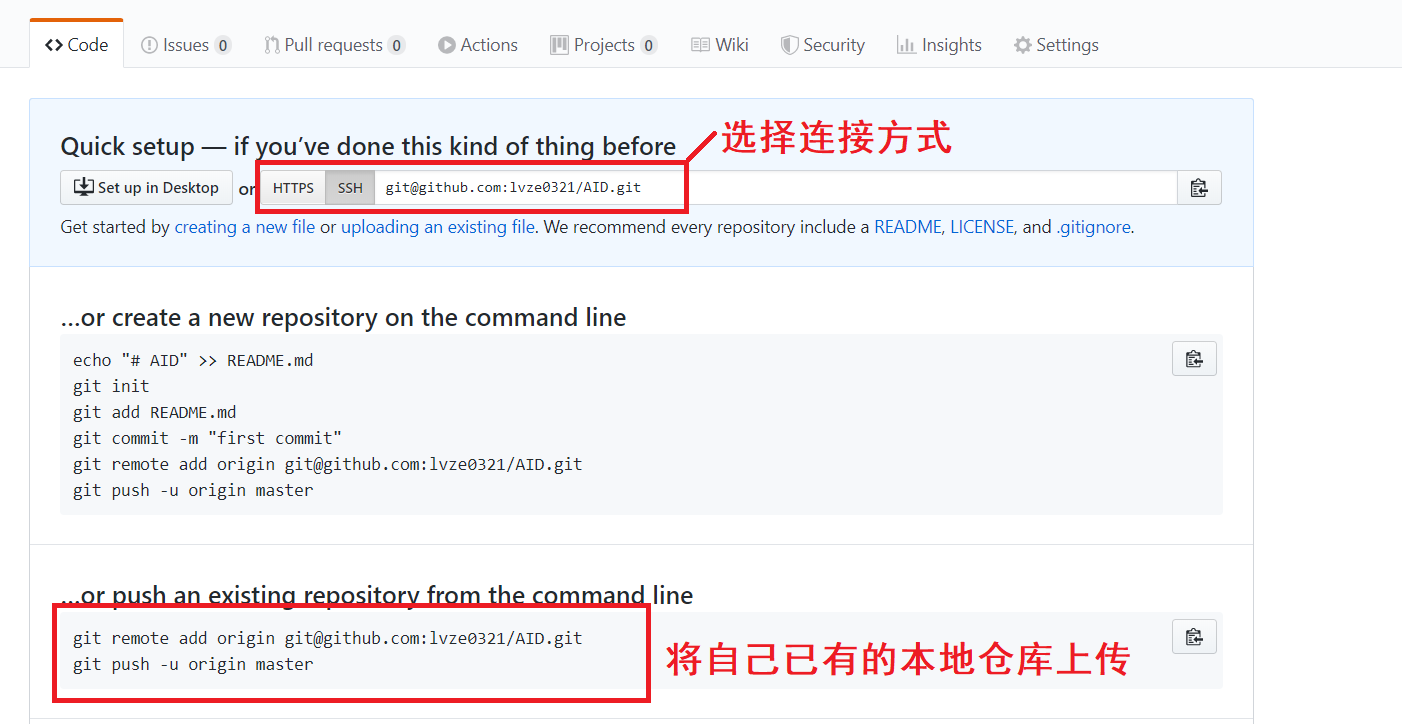 Code Issues 0 Pull requests 0 Actions Projects 0 Wiki Security Insights Settings
Quick setup — if you’ve done this kind of thing before
选择连接方式
Set up in Desktop or HTTPS SSH git@github.com:lvze0321/AID.git
Get started by creating a new file or uploading an existing file. We recommend every repository include a README, LICENSE, and .gitignore.
…or create a new repository on the command line
echo "# AID" >> README.md
git init
git add README.md
git commit -m "first commit"
git remote add origin git@github.com:lvze0321/AID.git
git push -u origin master
…or push an existing repository from the command line
git remote add origin git@github.com:lvze0321/AID.git
git push -u origin master
将自己已有的本地仓库上传